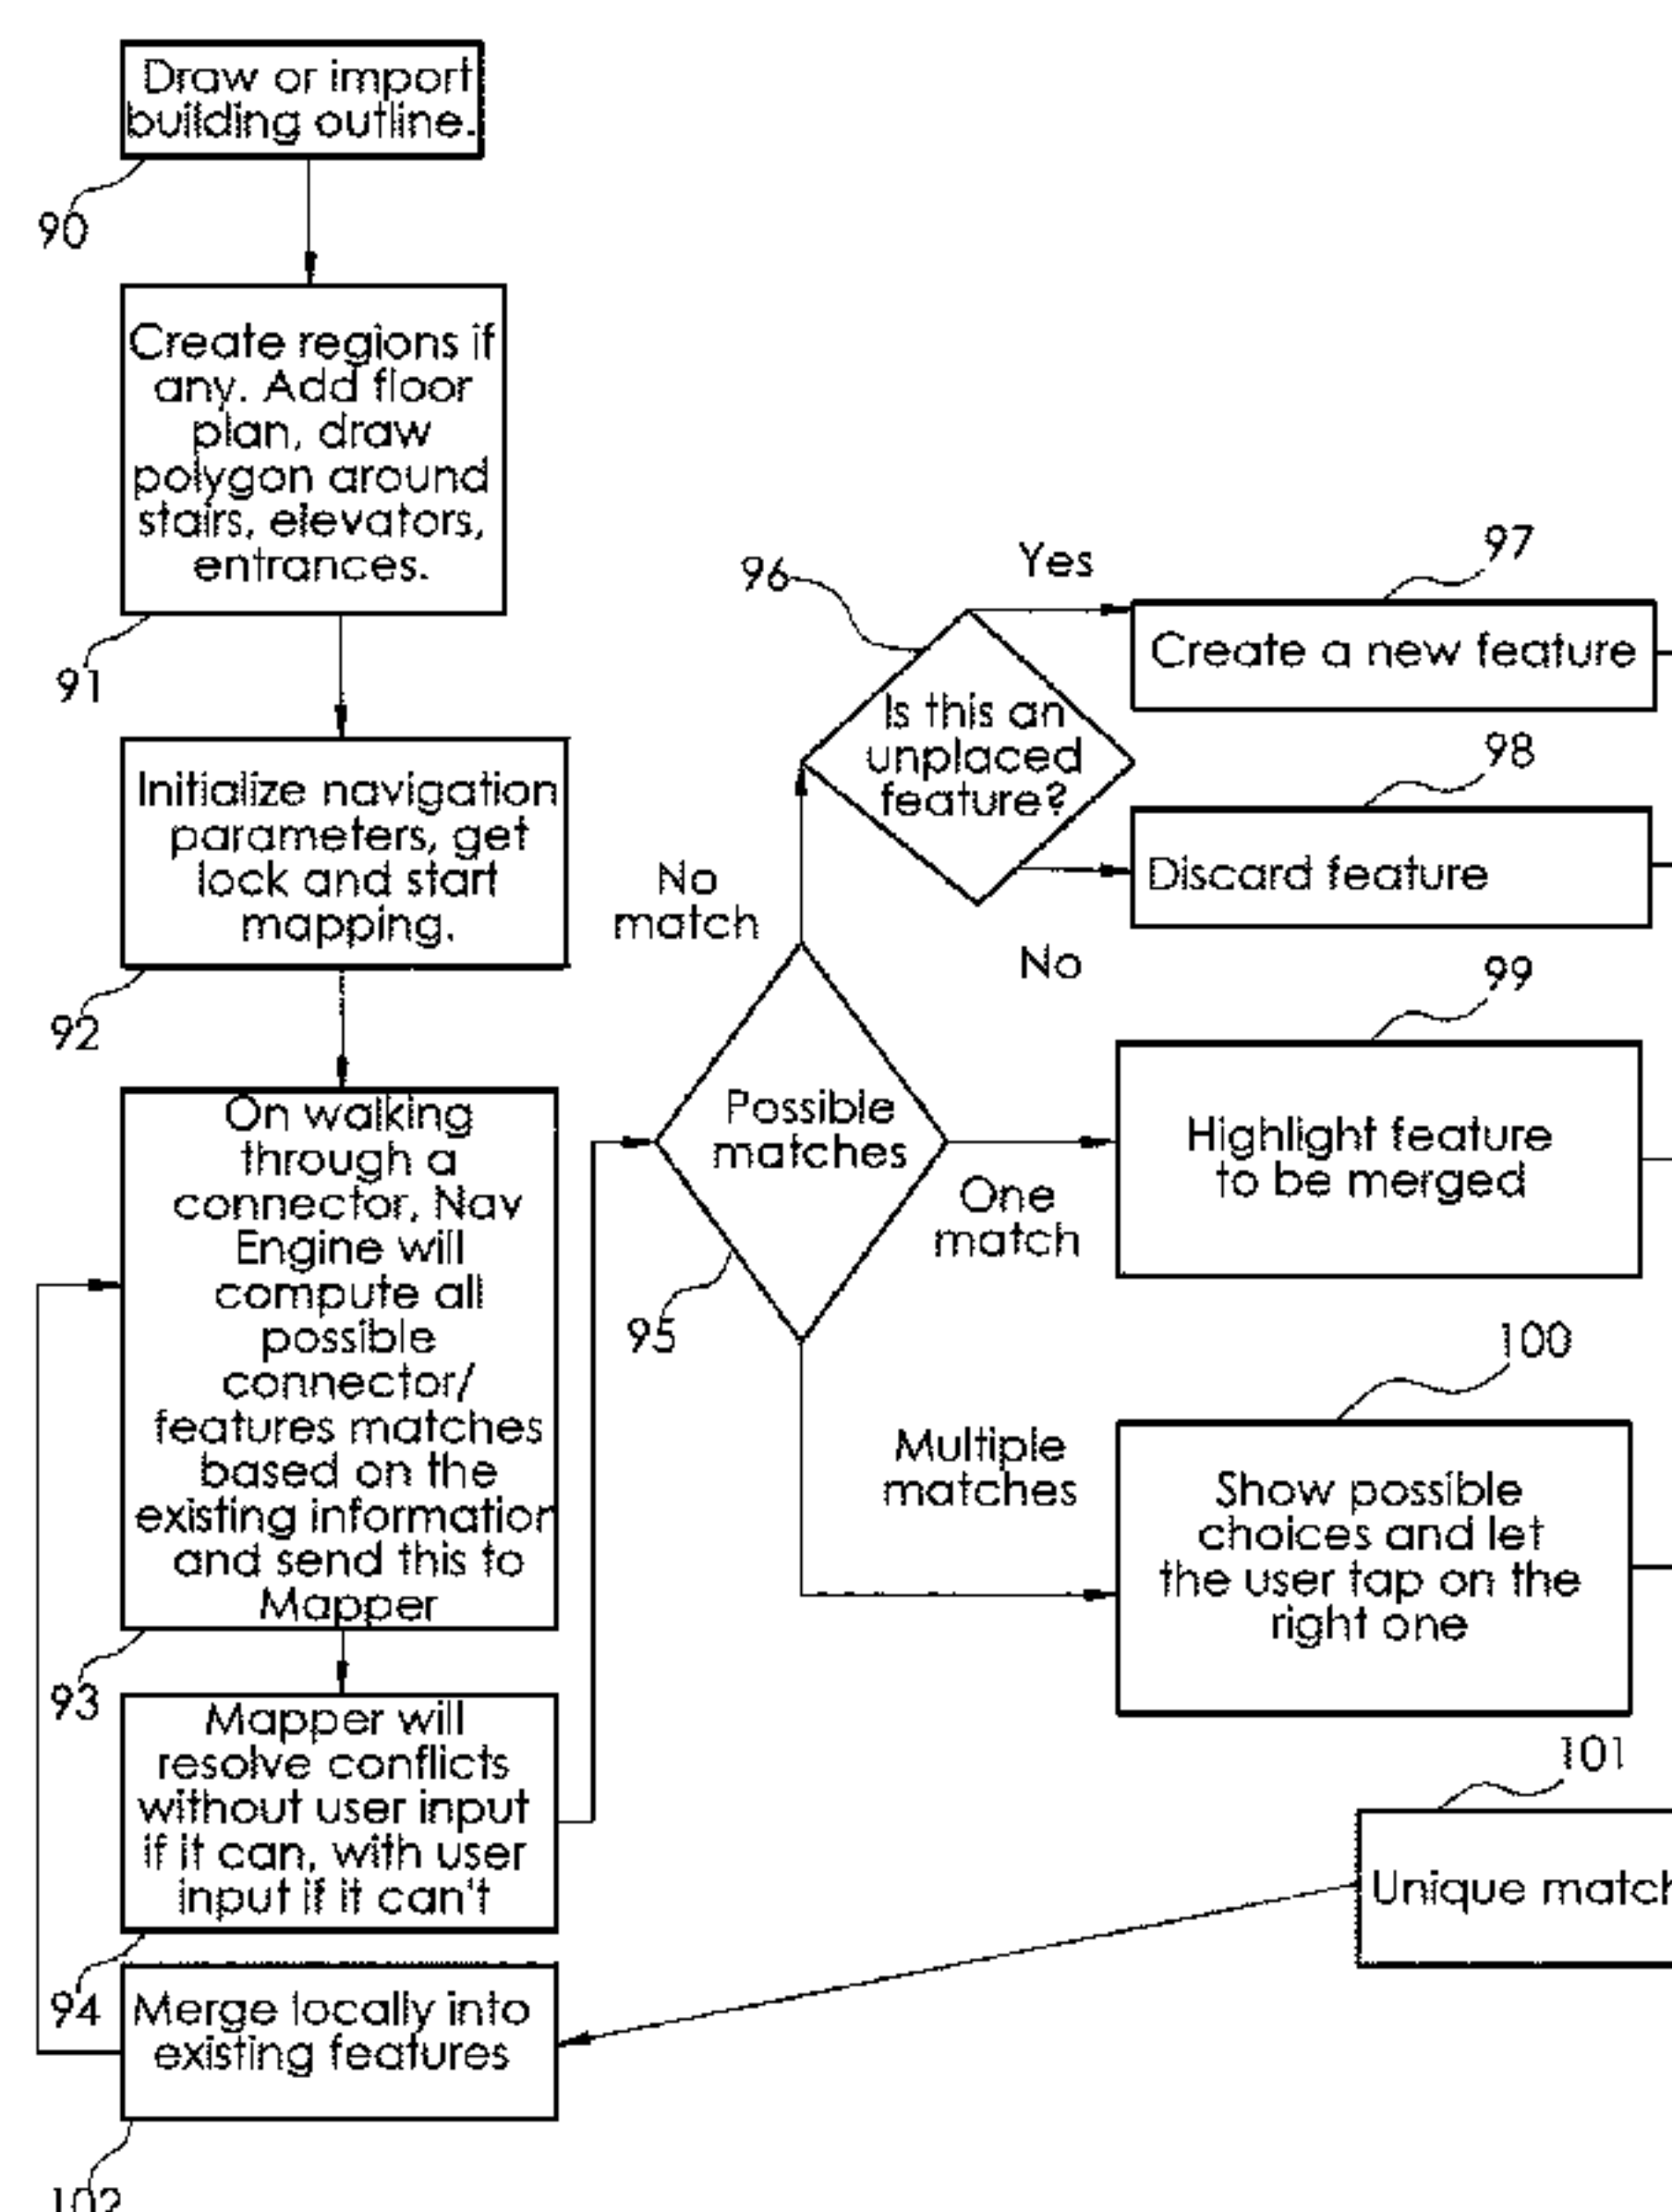 Draw or import
building outline.
90
Create regions if
any. Add floor
plan, draw
polygon around
stairs, elevators,
entrances.
91
Initialize navigation
parameters, get
lock and start
mapping.
92
On walking
through a
connector, Nav
Engine will
compute all
possible
connector/
features matches
based on the
existing information
and send this to
Mapper
93
Mapper will
resolve conflicts
without user input
if it can, with user
input if it can't
94
Merge locally into
existing features
102
Possible
matches
95
No
match
One
match
Multiple
matches
96
Is this an
unplaced
feature?
Yes
No
97
Create a new feature
98
Discard feature
99
Highlight feature
to be merged
100
Show possible
choices and let
the user tap on the
right one
101
Unique match